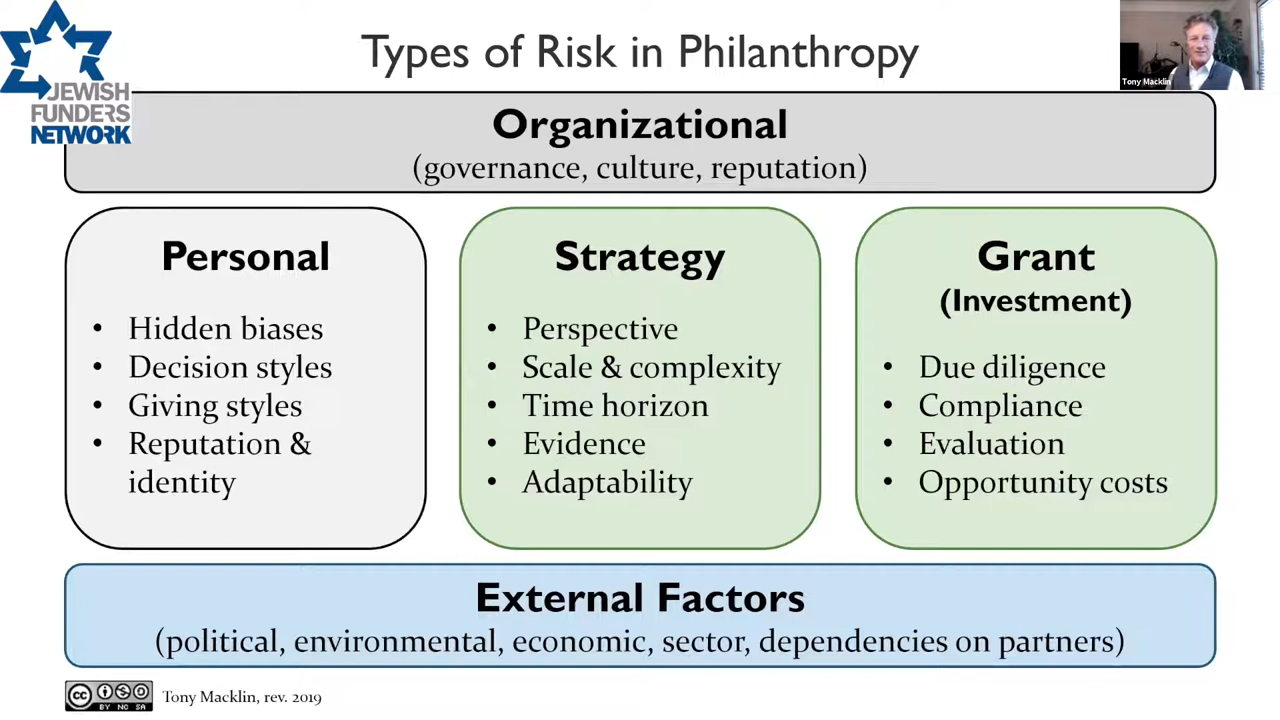 Types of Risk in Philanthropy
JEWISH
FUNDERS
NETWORK
Tony Macklin
Organizational
(governance, culture, reputation)
Personal
• Hidden biases
• Decision styles
• Giving styles
• Reputation &
identity
Strategy
• Perspective
• Scale & complexity
• Time horizon
• Evidence
• Adaptability
Grant
(Investment)
• Due diligence
• Compliance
• Evaluation
• Opportunity costs
External Factors
(political, environmental, economic, sector, dependencies on partners)
cc BY NC SA
Tony Macklin, rev. 2019